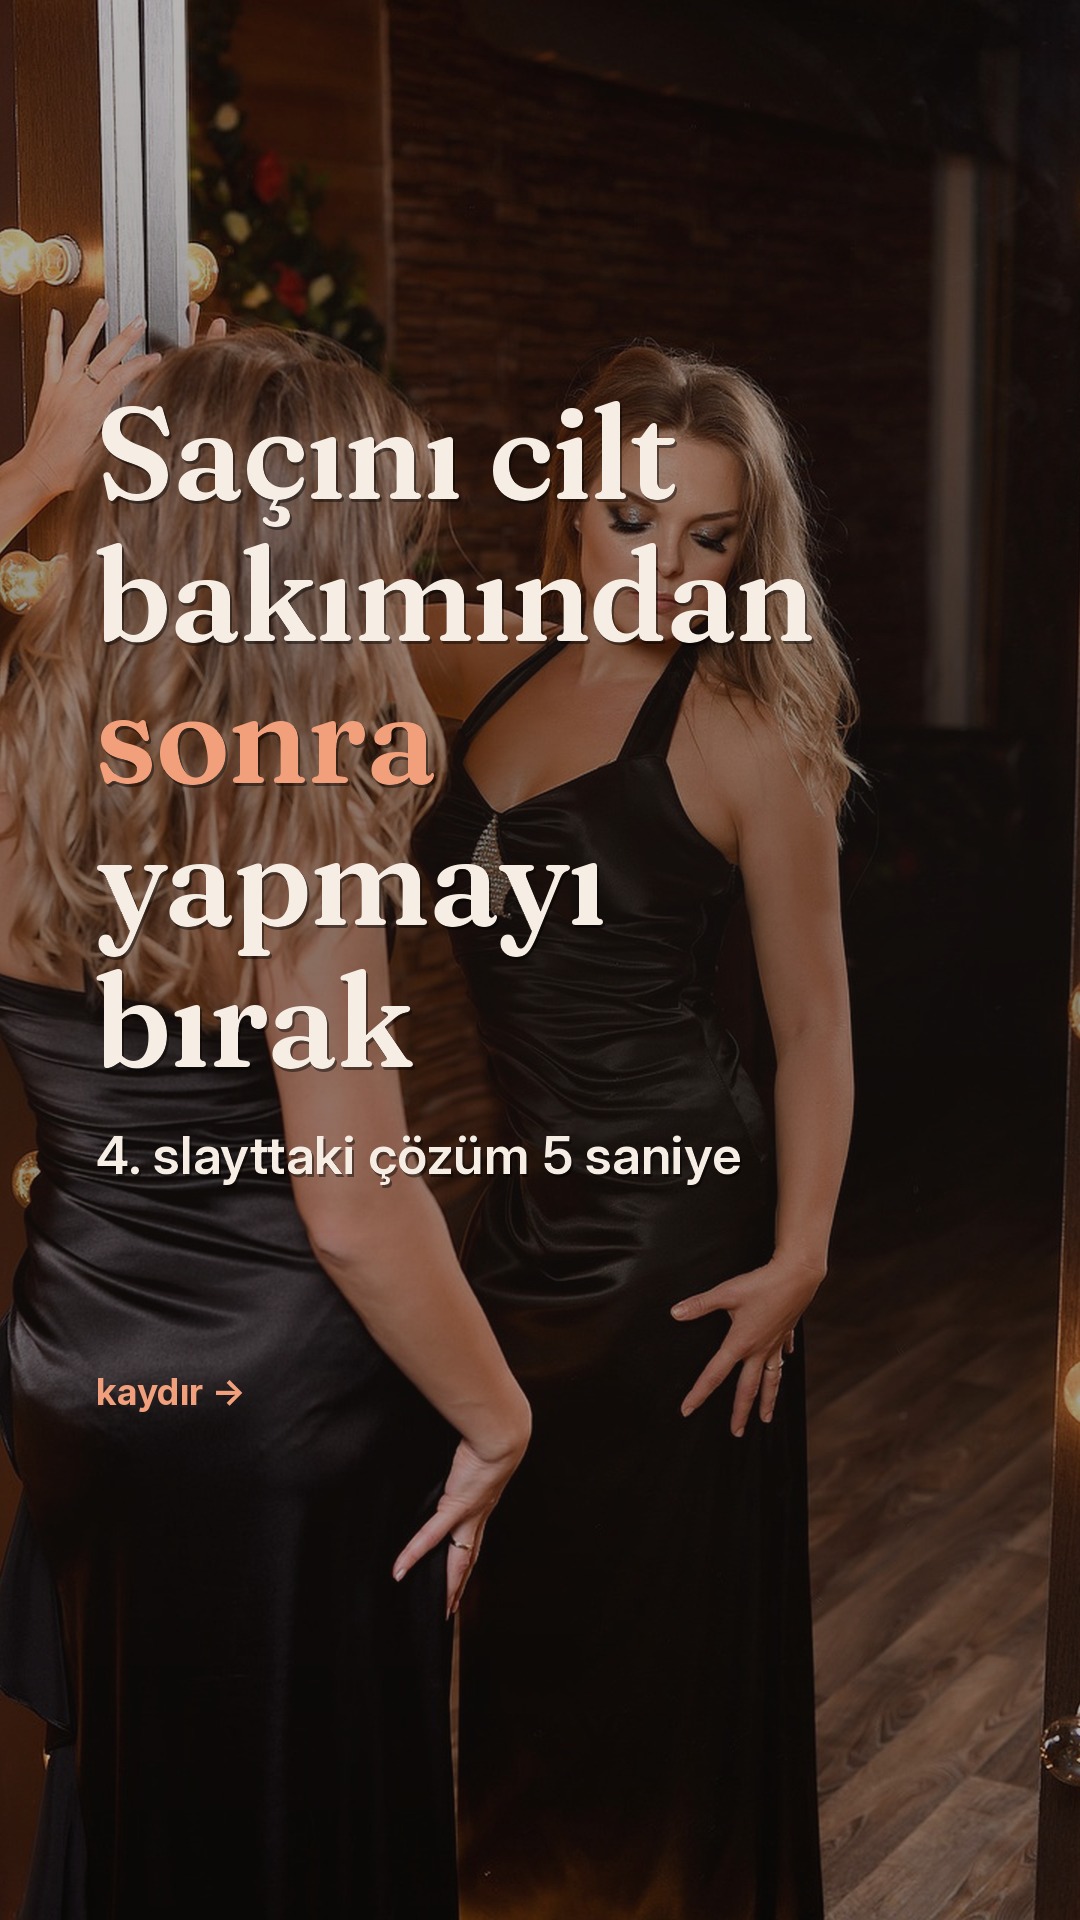 Saçını cilt
bakımından
sonra
yapmayı
bırak
4. slayttaki çözüm 5 saniye
kaydır →